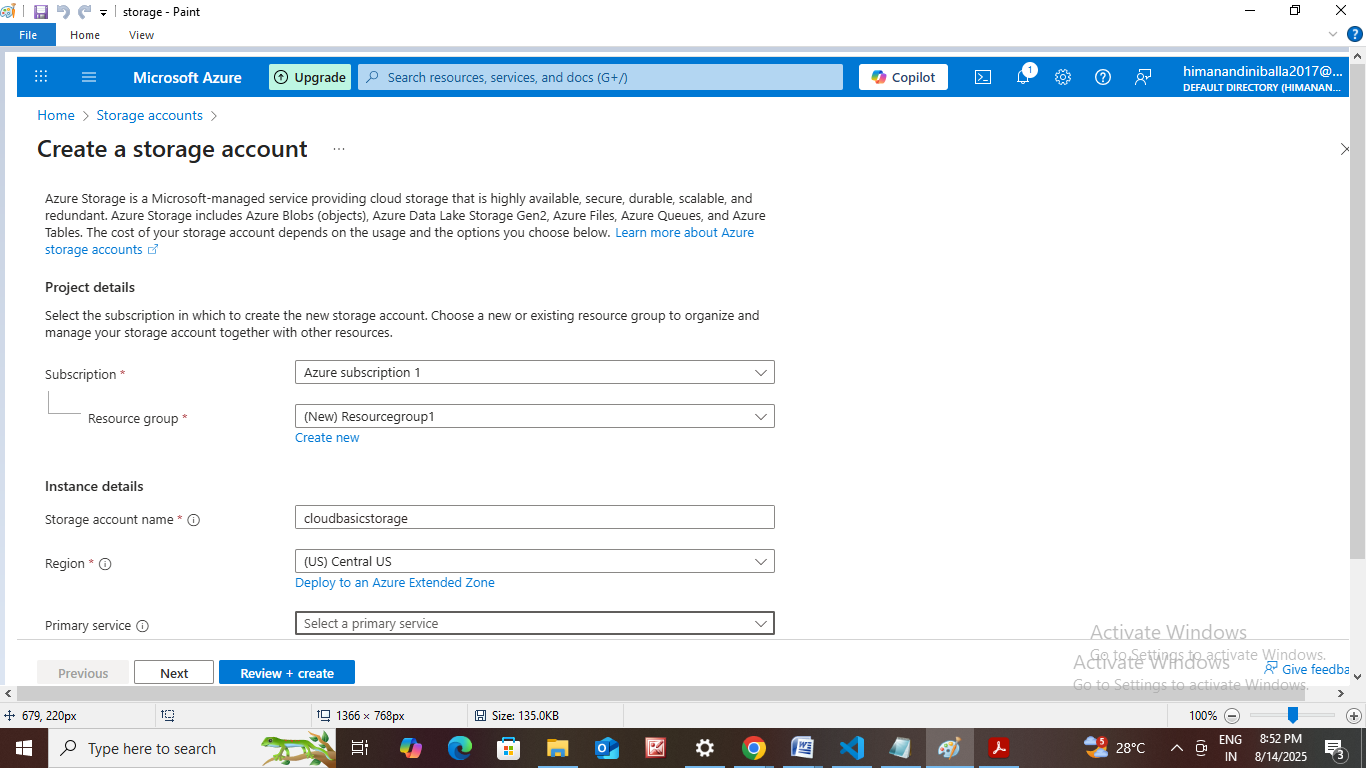 storage - Paint
File Home View
Microsoft Azure Upgrade Search resources, services, and docs (G+/) Copilot 1 himanandiniballa2017@...
DEFAULT DIRECTORY (HIMANAN...
Home > Storage accounts >
Create a storage account ...
Azure Storage is a Microsoft-managed service providing cloud storage that is highly available, secure, durable, scalable, and
redundant. Azure Storage includes Azure Blobs (objects), Azure Data Lake Storage Gen2, Azure Files, Azure Queues, and Azure
Tables. The cost of your storage account depends on the usage and the options you choose below. Learn more about Azure
storage accounts
Project details
Select the subscription in which to create the new storage account. Choose a new or existing resource group to organize and
manage your storage account together with other resources.
Subscription * Azure subscription 1
Resource group * (New) Resourcegroup1
Create new
Instance details
Storage account name * cloudbasicstorage
Region * (US) Central US
Deploy to an Azure Extended Zone
Primary service Select a primary service
Activate Windows
Go to Settings to activate Windows.
Activate Windows
Go to Settings to activate Windows.
Previous Next Review + create Give feedba
679, 220px 1366 × 768px Size: 135.0KB 100%
Type here to search 5 28°C ENG IN 8:52 PM 8/14/2025 3